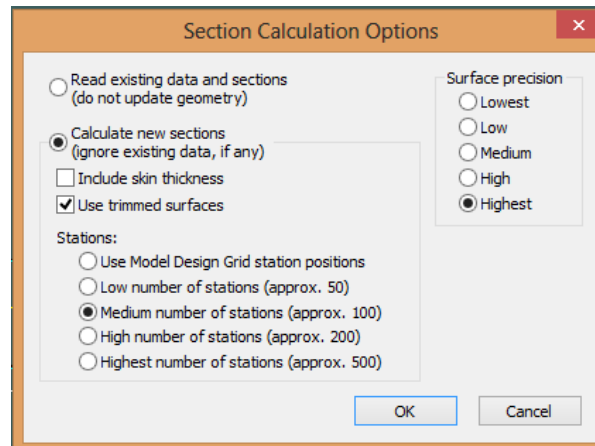 Section Calculation Options
Read existing data and sections
(do not update geometry)
Calculate new sections
(ignore existing data, if any)
Include skin thickness
Use trimmed surfaces
Stations:
Use Model Design Grid station positions
Low number of stations (approx. 50)
Medium number of stations (approx. 100)
High number of stations (approx. 200)
Highest number of stations (approx. 500)
Surface precision
Lowest
Low
Medium
High
Highest
OK
Cancel